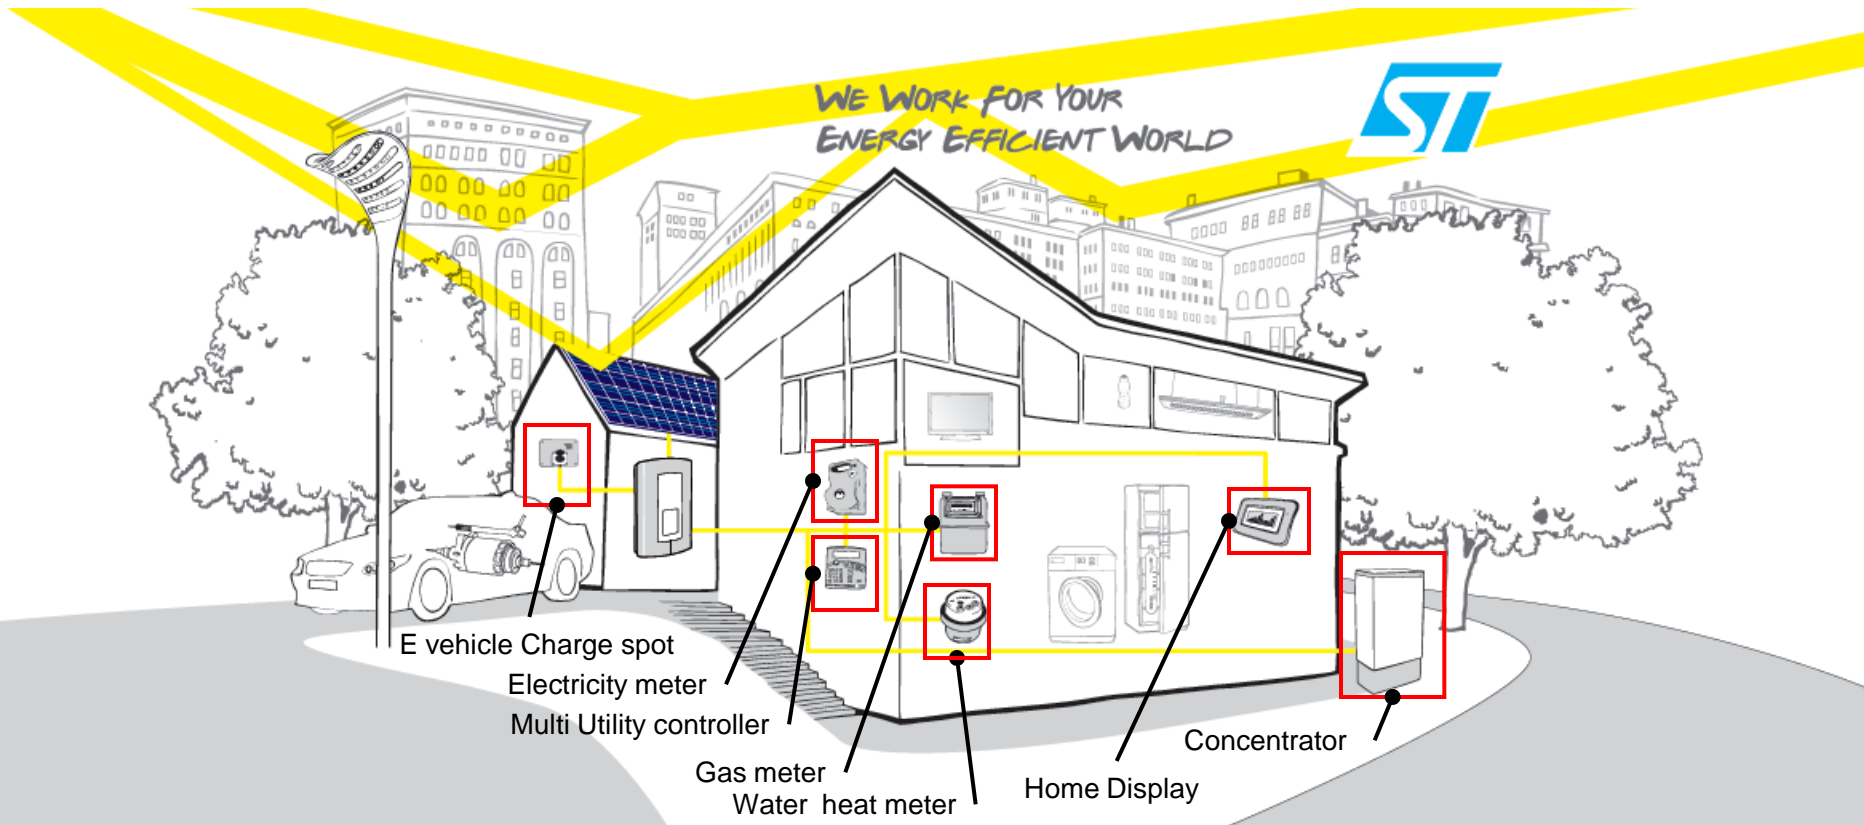 WE WORK FOR YOUR
ENERGY EFFICIENT WORLD
ST
E vehicle Charge spot
Electricity meter
Multi Utility controller
Gas meter
Water heat meter
Home Display
Concentrator